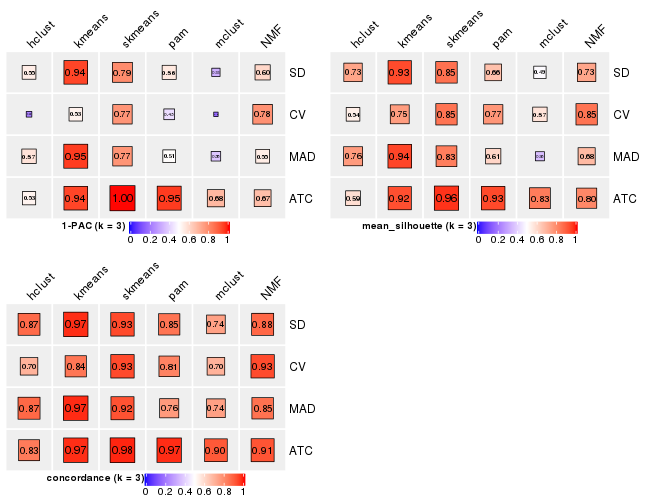 hclust kmeans skmeans pam mclust NMF
0.55 0.94 0.79 0.56 0.60 SD
0.53 0.77 0.43 0.78 CV
0.57 0.95 0.77 0.51 0.55 MAD
0.53 0.94 1.00 0.95 0.68 0.67 ATC
1-PAC (k = 3)
0 0.2 0.4 0.6 0.8 1
hclust kmeans skmeans pam mclust NMF
0.73 0.93 0.85 0.66 0.49 0.73 SD
0.54 0.75 0.85 0.77 0.57 0.85 CV
0.76 0.94 0.83 0.61 0.68 MAD
0.59 0.92 0.96 0.93 0.83 0.80 ATC
mean_silhouette (k = 3)
0 0.2 0.4 0.6 0.8 1
hclust kmeans skmeans pam mclust NMF
0.87 0.97 0.93 0.85 0.74 0.88 SD
0.70 0.84 0.93 0.81 0.70 0.93 CV
0.87 0.97 0.92 0.76 0.74 0.85 MAD
0.83 0.97 0.98 0.97 0.90 0.91 ATC
concordance (k = 3)
0 0.2 0.4 0.6 0.8 1